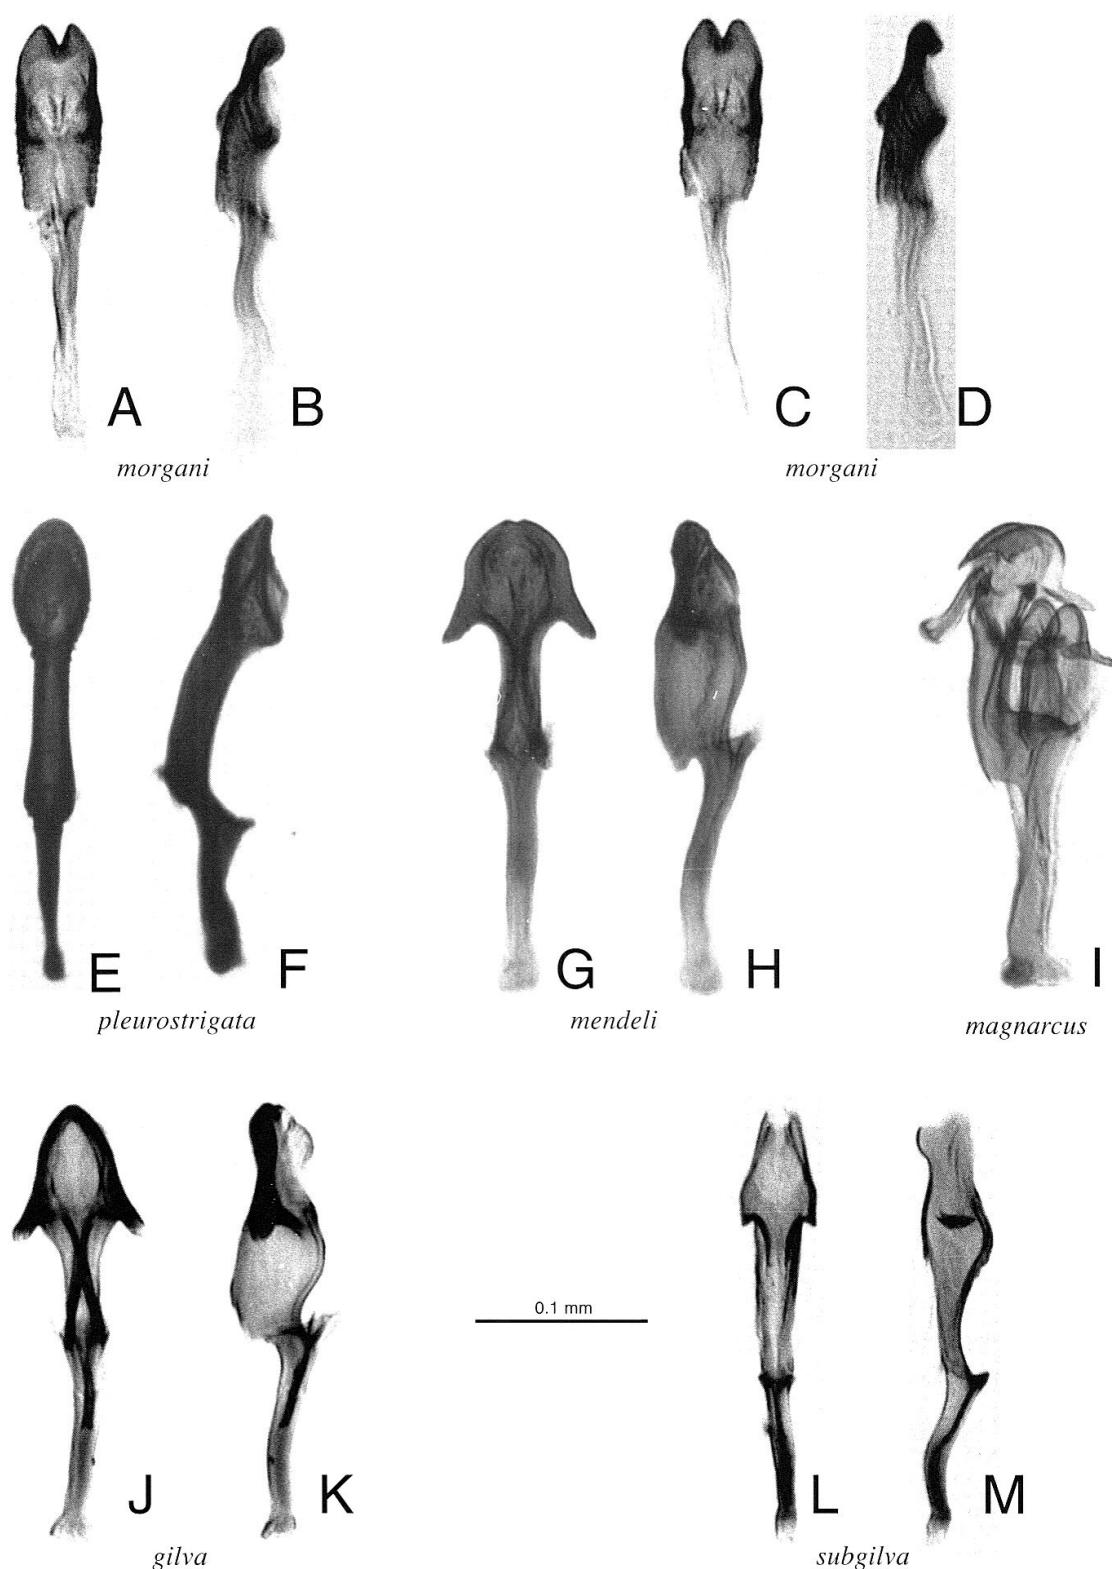 A B C D
morgani morgani
E F G H I
pleurostrigata mendeli magnarcus
0.1 mm
J K L M
gilva subgilva